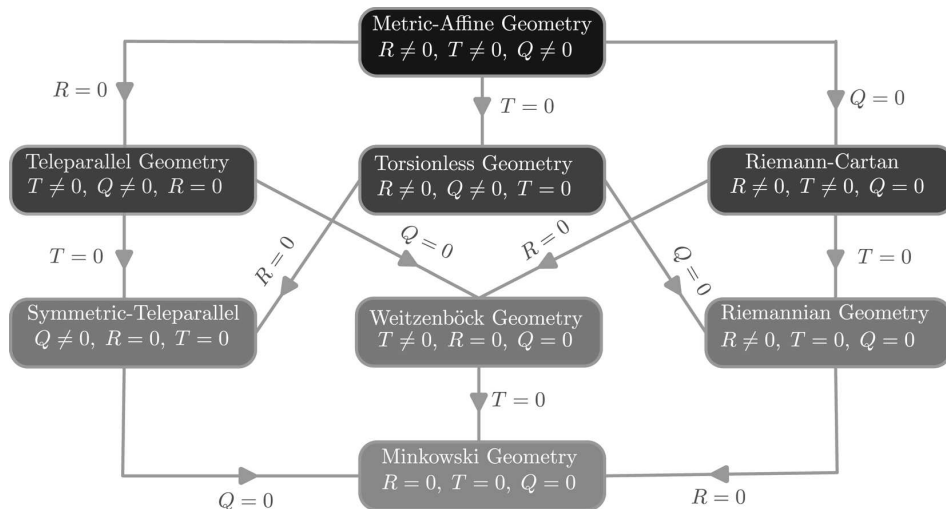 Metric-Affine Geometry
R ≠ 0, T ≠ 0, Q ≠ 0
R = 0
T = 0
Q = 0
Teleparallel Geometry
T ≠ 0, Q ≠ 0, R = 0
Torsionless Geometry
R ≠ 0, Q ≠ 0, T = 0
Riemann-Cartan
R ≠ 0, T ≠ 0, Q = 0
T = 0
R = 0
Q = 0
R = 0
Q = 0
T = 0
Symmetric-Teleparallel
Q ≠ 0, R = 0, T = 0
Weitzenböck Geometry
T ≠ 0, R = 0, Q = 0
Riemannian Geometry
R ≠ 0, T = 0, Q = 0
T = 0
Minkowski Geometry
R = 0, T = 0, Q = 0
Q = 0
R = 0